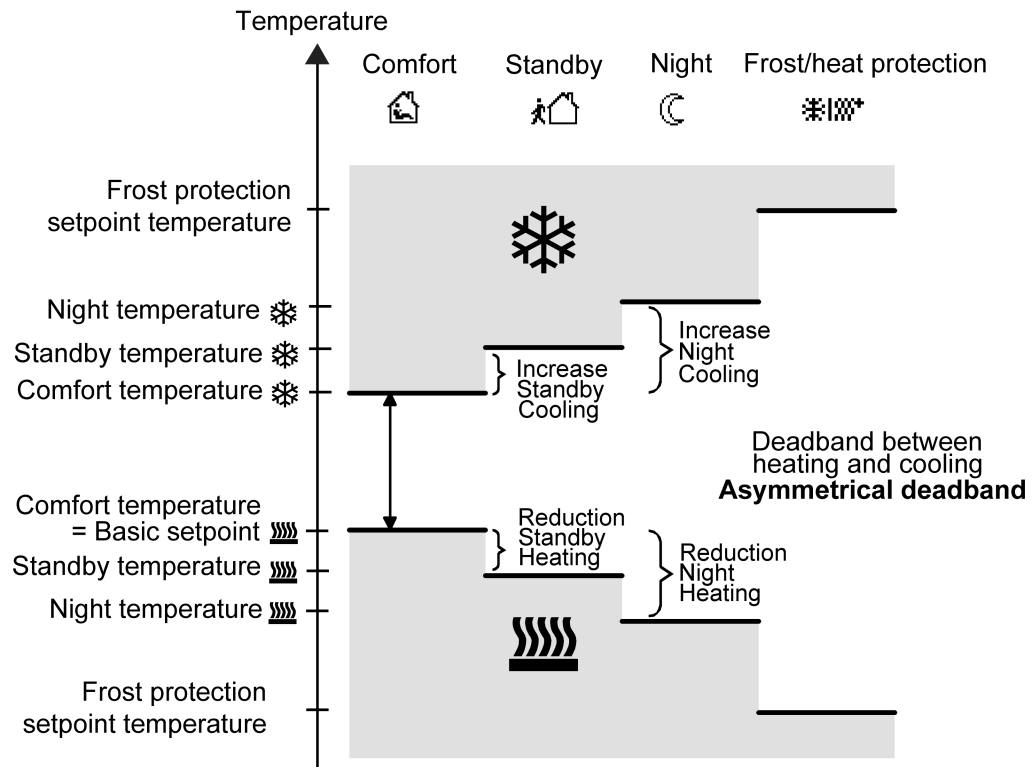 Temperature
Comfort
Standby
Night
Frost/heat protection
Frost protection
setpoint temperature
Night temperature
Standby temperature
Comfort temperature
Increase
Standby
Cooling
Increase
Night
Cooling
Deadband between
heating and cooling
Asymmetrical deadband
Comfort temperature
= Basic setpoint
Standby temperature
Night temperature
Reduction
Standby
Heating
Reduction
Night
Heating
Frost protection
setpoint temperature